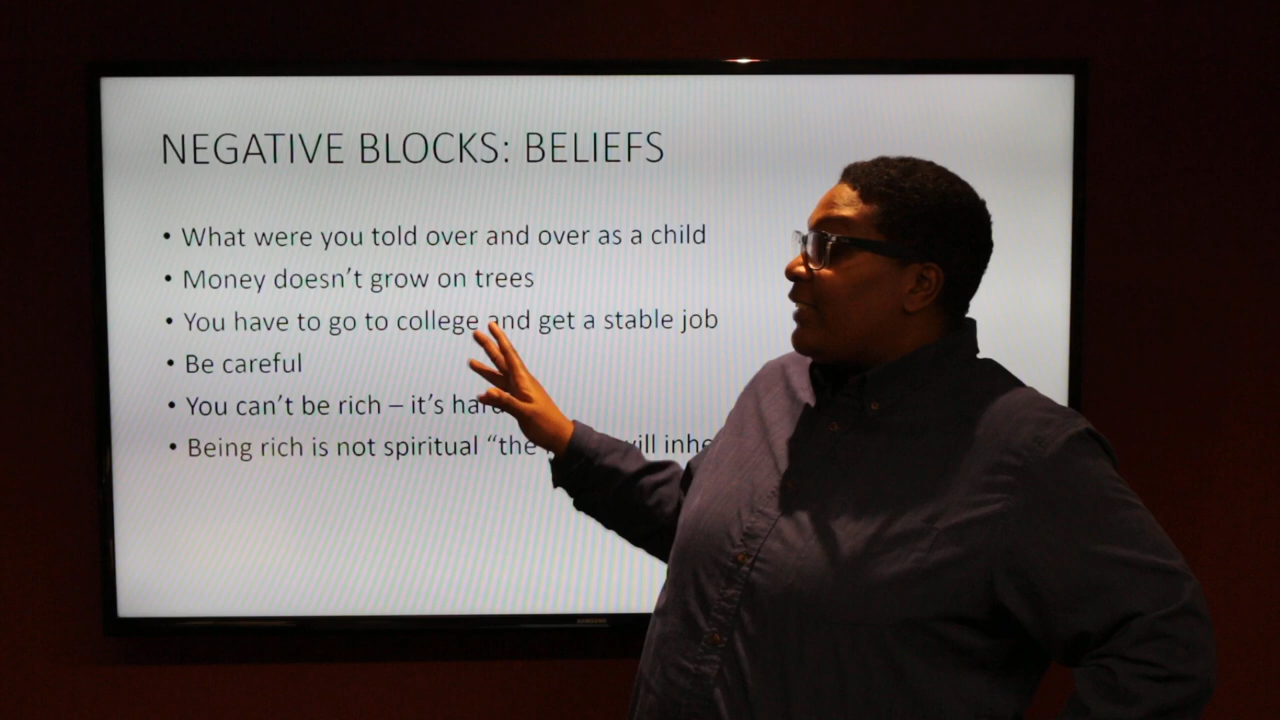 NEGATIVE BLOCKS: BELIEFS
• What were you told over and over as a child
• Money doesn't grow on trees
• You have to go to college and get a stable job
• Be careful
• You can't be rich – it's hard
• Being rich is not spiritual "the will inhe
SAMSUNG